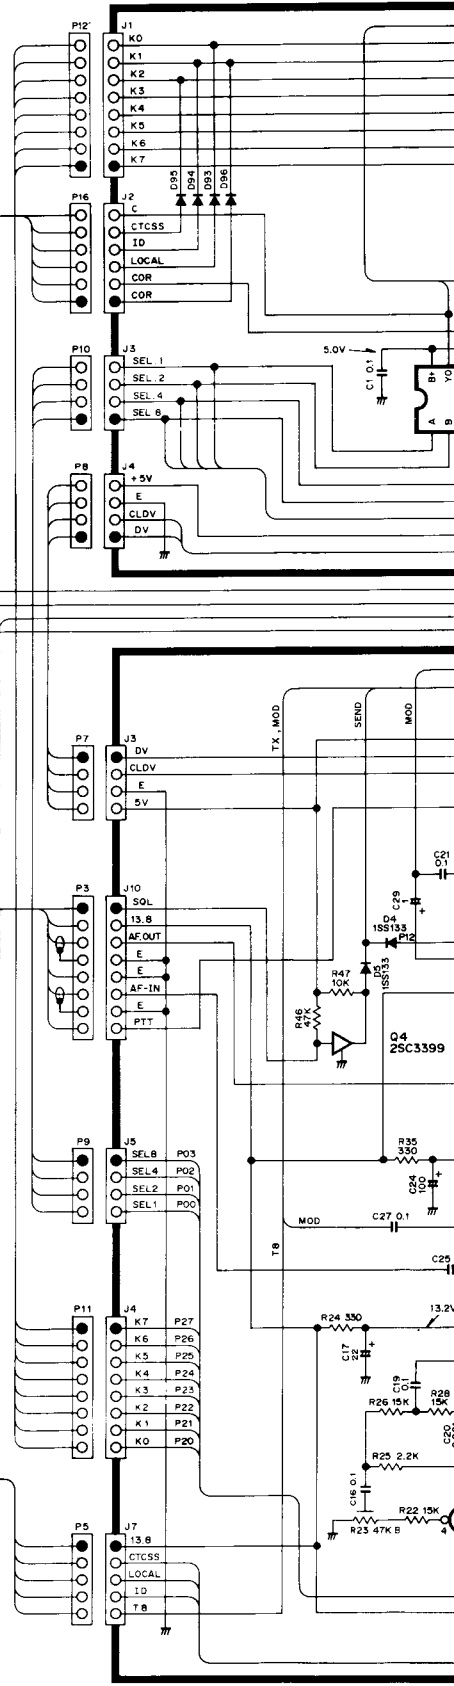 P12 J1
K0
K1
K2
K3
K4
K5
K6
K7
D95
D94
D93
D96
P16 J2
C
CTCSS
ID
LOCAL
COR
COR
P10 J3
SEL.1
SEL.2
SEL.4
SEL 8
5.0V
C1 0.1
B+
Y0
A
B
P8 J4
+5V
E
CLDV
DV
TX, MOD
SEND
MOD
P7 J3
DV
CLDV
E
5V
C21
0.1
C29
1
+
P3 J10
SQL
13.8
AF.OUT
E
E
AF-IN
E
PTT
D4
1SS133
P12
D5
1SS133
R47
10K
R46
47K
Q4
2SC3399
R35
330
C24
100
+
P9 J5
SEL8 P03
SEL4 P02
SEL2 P01
SEL1 P00
MOD
C27 0.1
T8
C25
13.2V
P11 J4
K7 P27
K6 P26
K5 P25
K4 P24
K3 P23
K2 P22
K1 P21
K0 P20
R24 330
C17
22
+
C19
0.1
R26 15K
R28
15K
C20
R25 2.2K
C16 0.1
R22 15K
R23 47K B
4
P5 J7
13.8
CTCSS
LOCAL
ID
T8